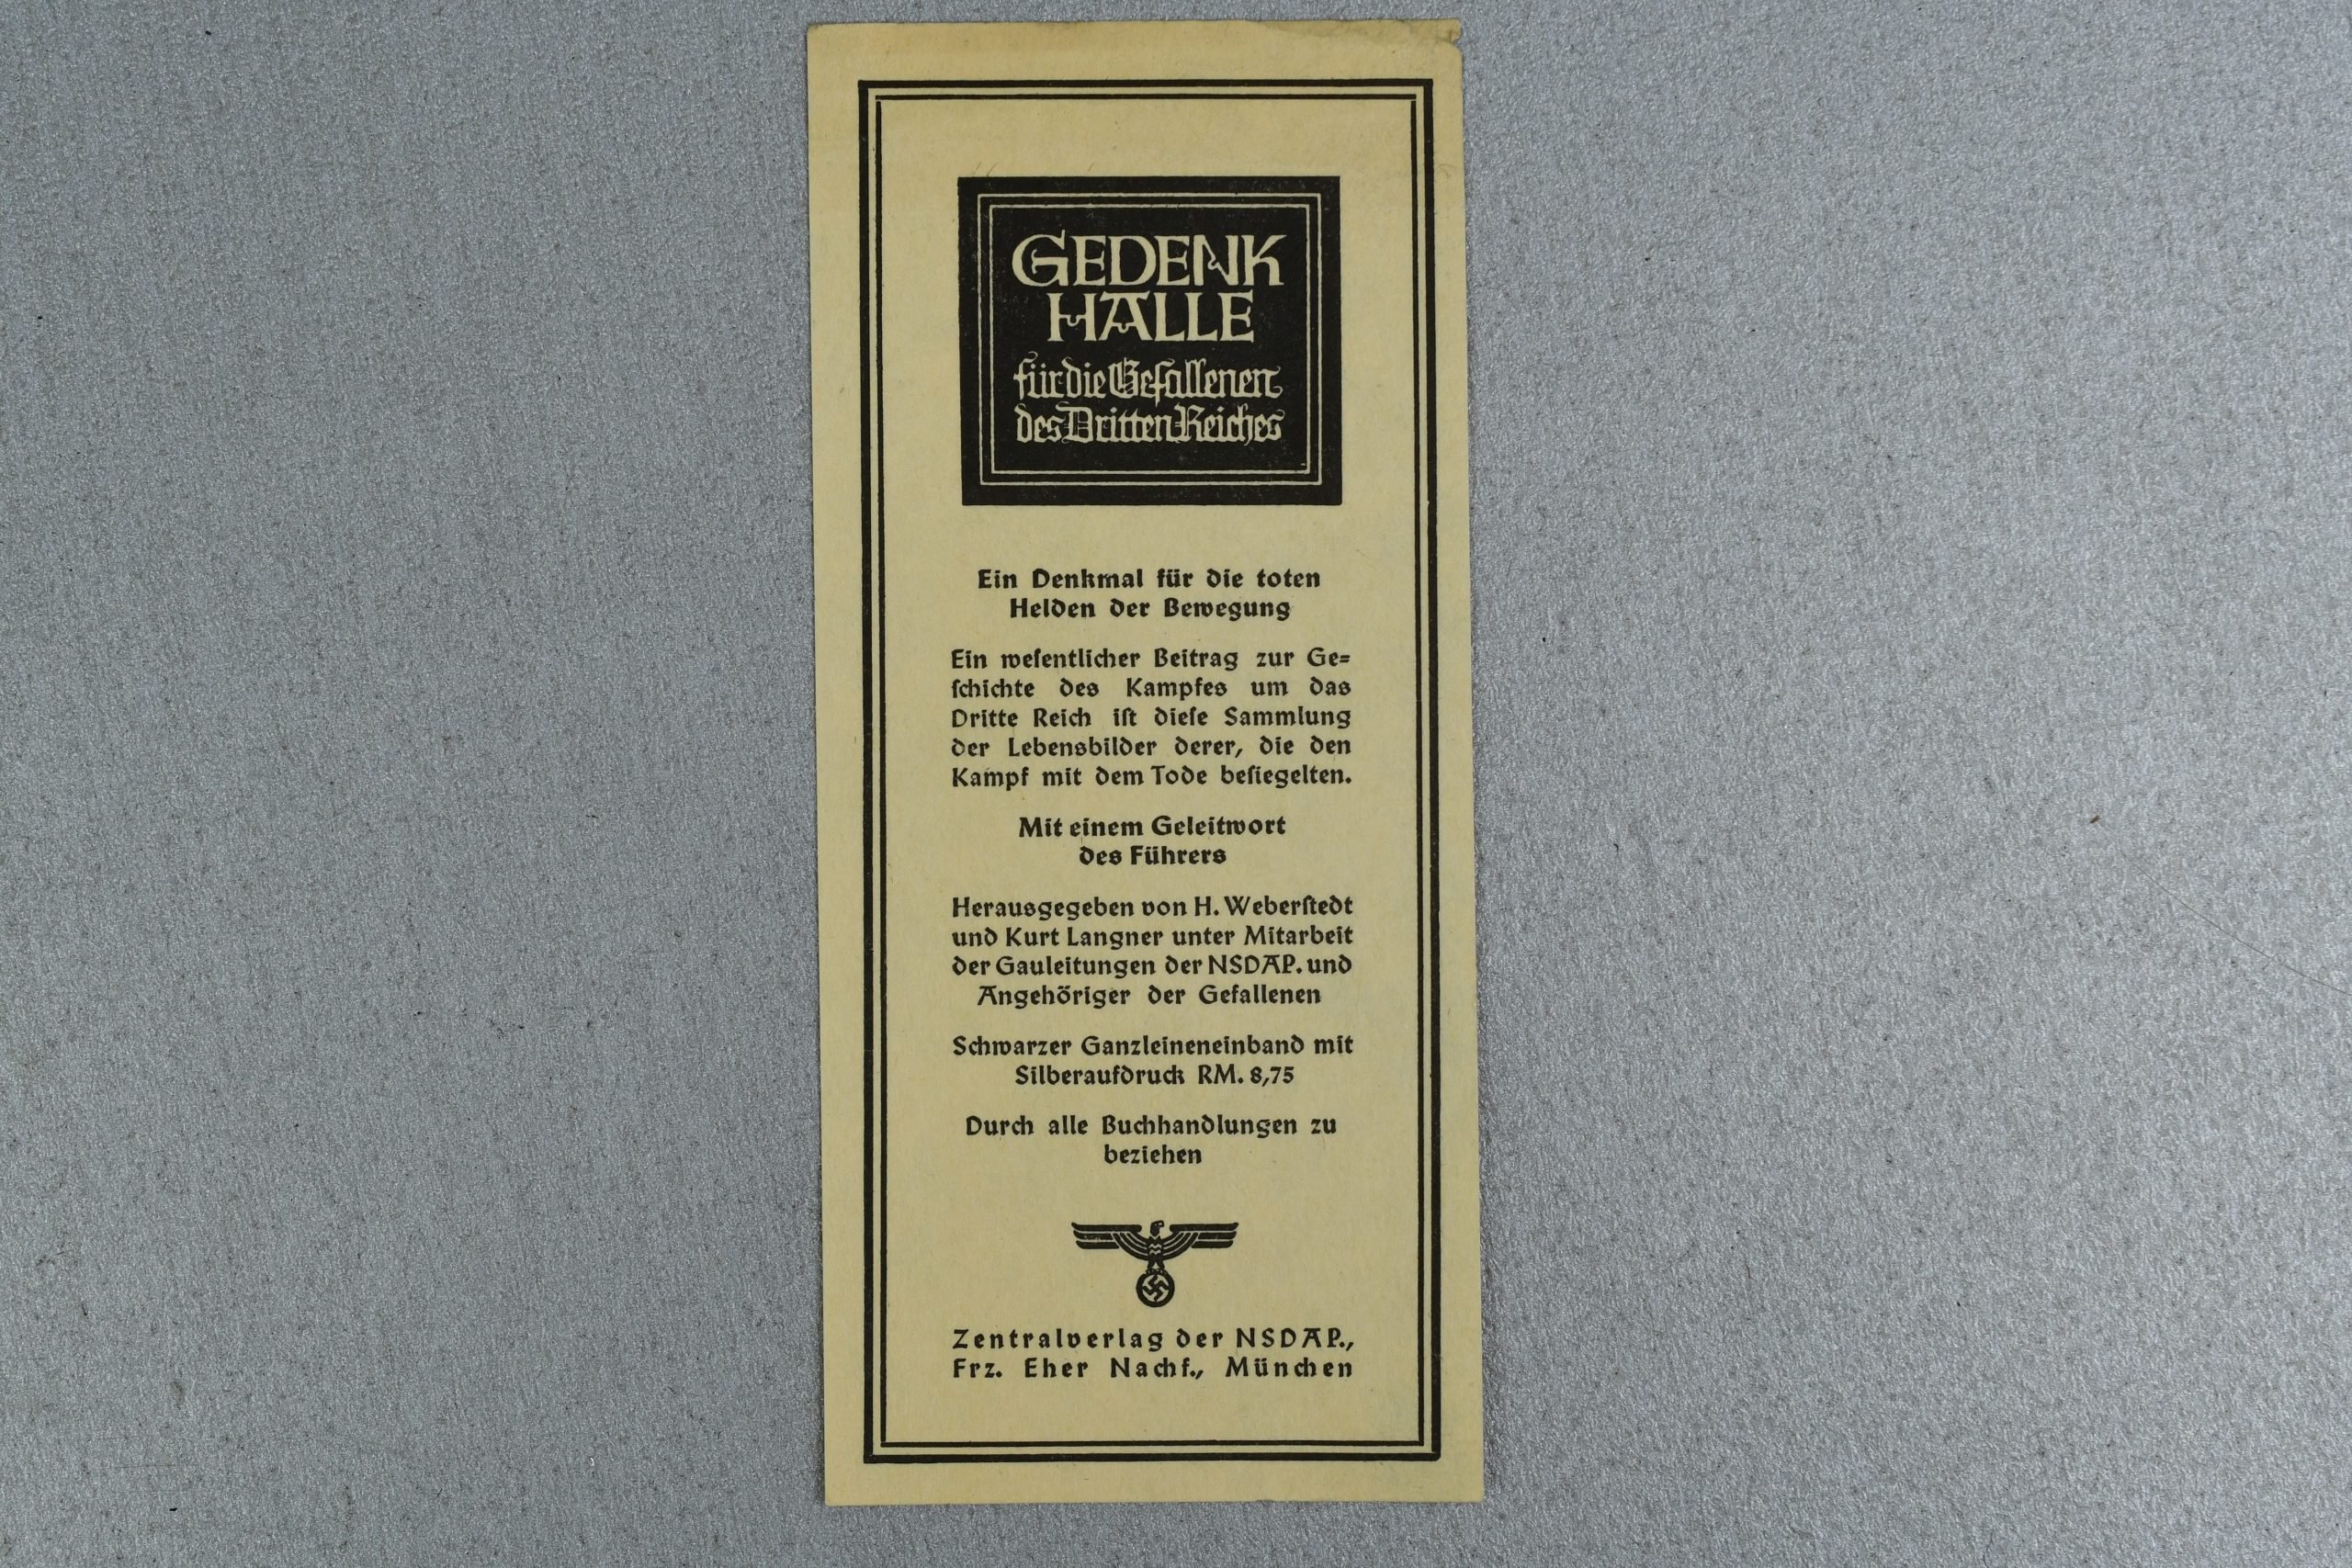 GEDENK
HALLE
für die Gefallenen
des Dritten Reiches
Ein Denkmal für die toten
Helden der Bewegung
Ein weſentlicher Beitrag zur Ge=
ſchichte des Kampfes um das
Dritte Reich iſt dieſe Sammlung
der Lebensbilder derer, die den
Kampf mit dem Tode beſiegelten.
Mit einem Geleitwort
des Führers
Herausgegeben von H. Weberſtedt
und Kurt Langner unter Mitarbeit
der Gauleitungen der NSDAP. und
Angehöriger der Gefallenen
Schwarzer Ganzleineneinband mit
Silberaufdruck RM. 8,75
Durch alle Buchhandlungen zu
beziehen
Zentralverlag der NSDAP.,
Frz. Eher Nachf., München